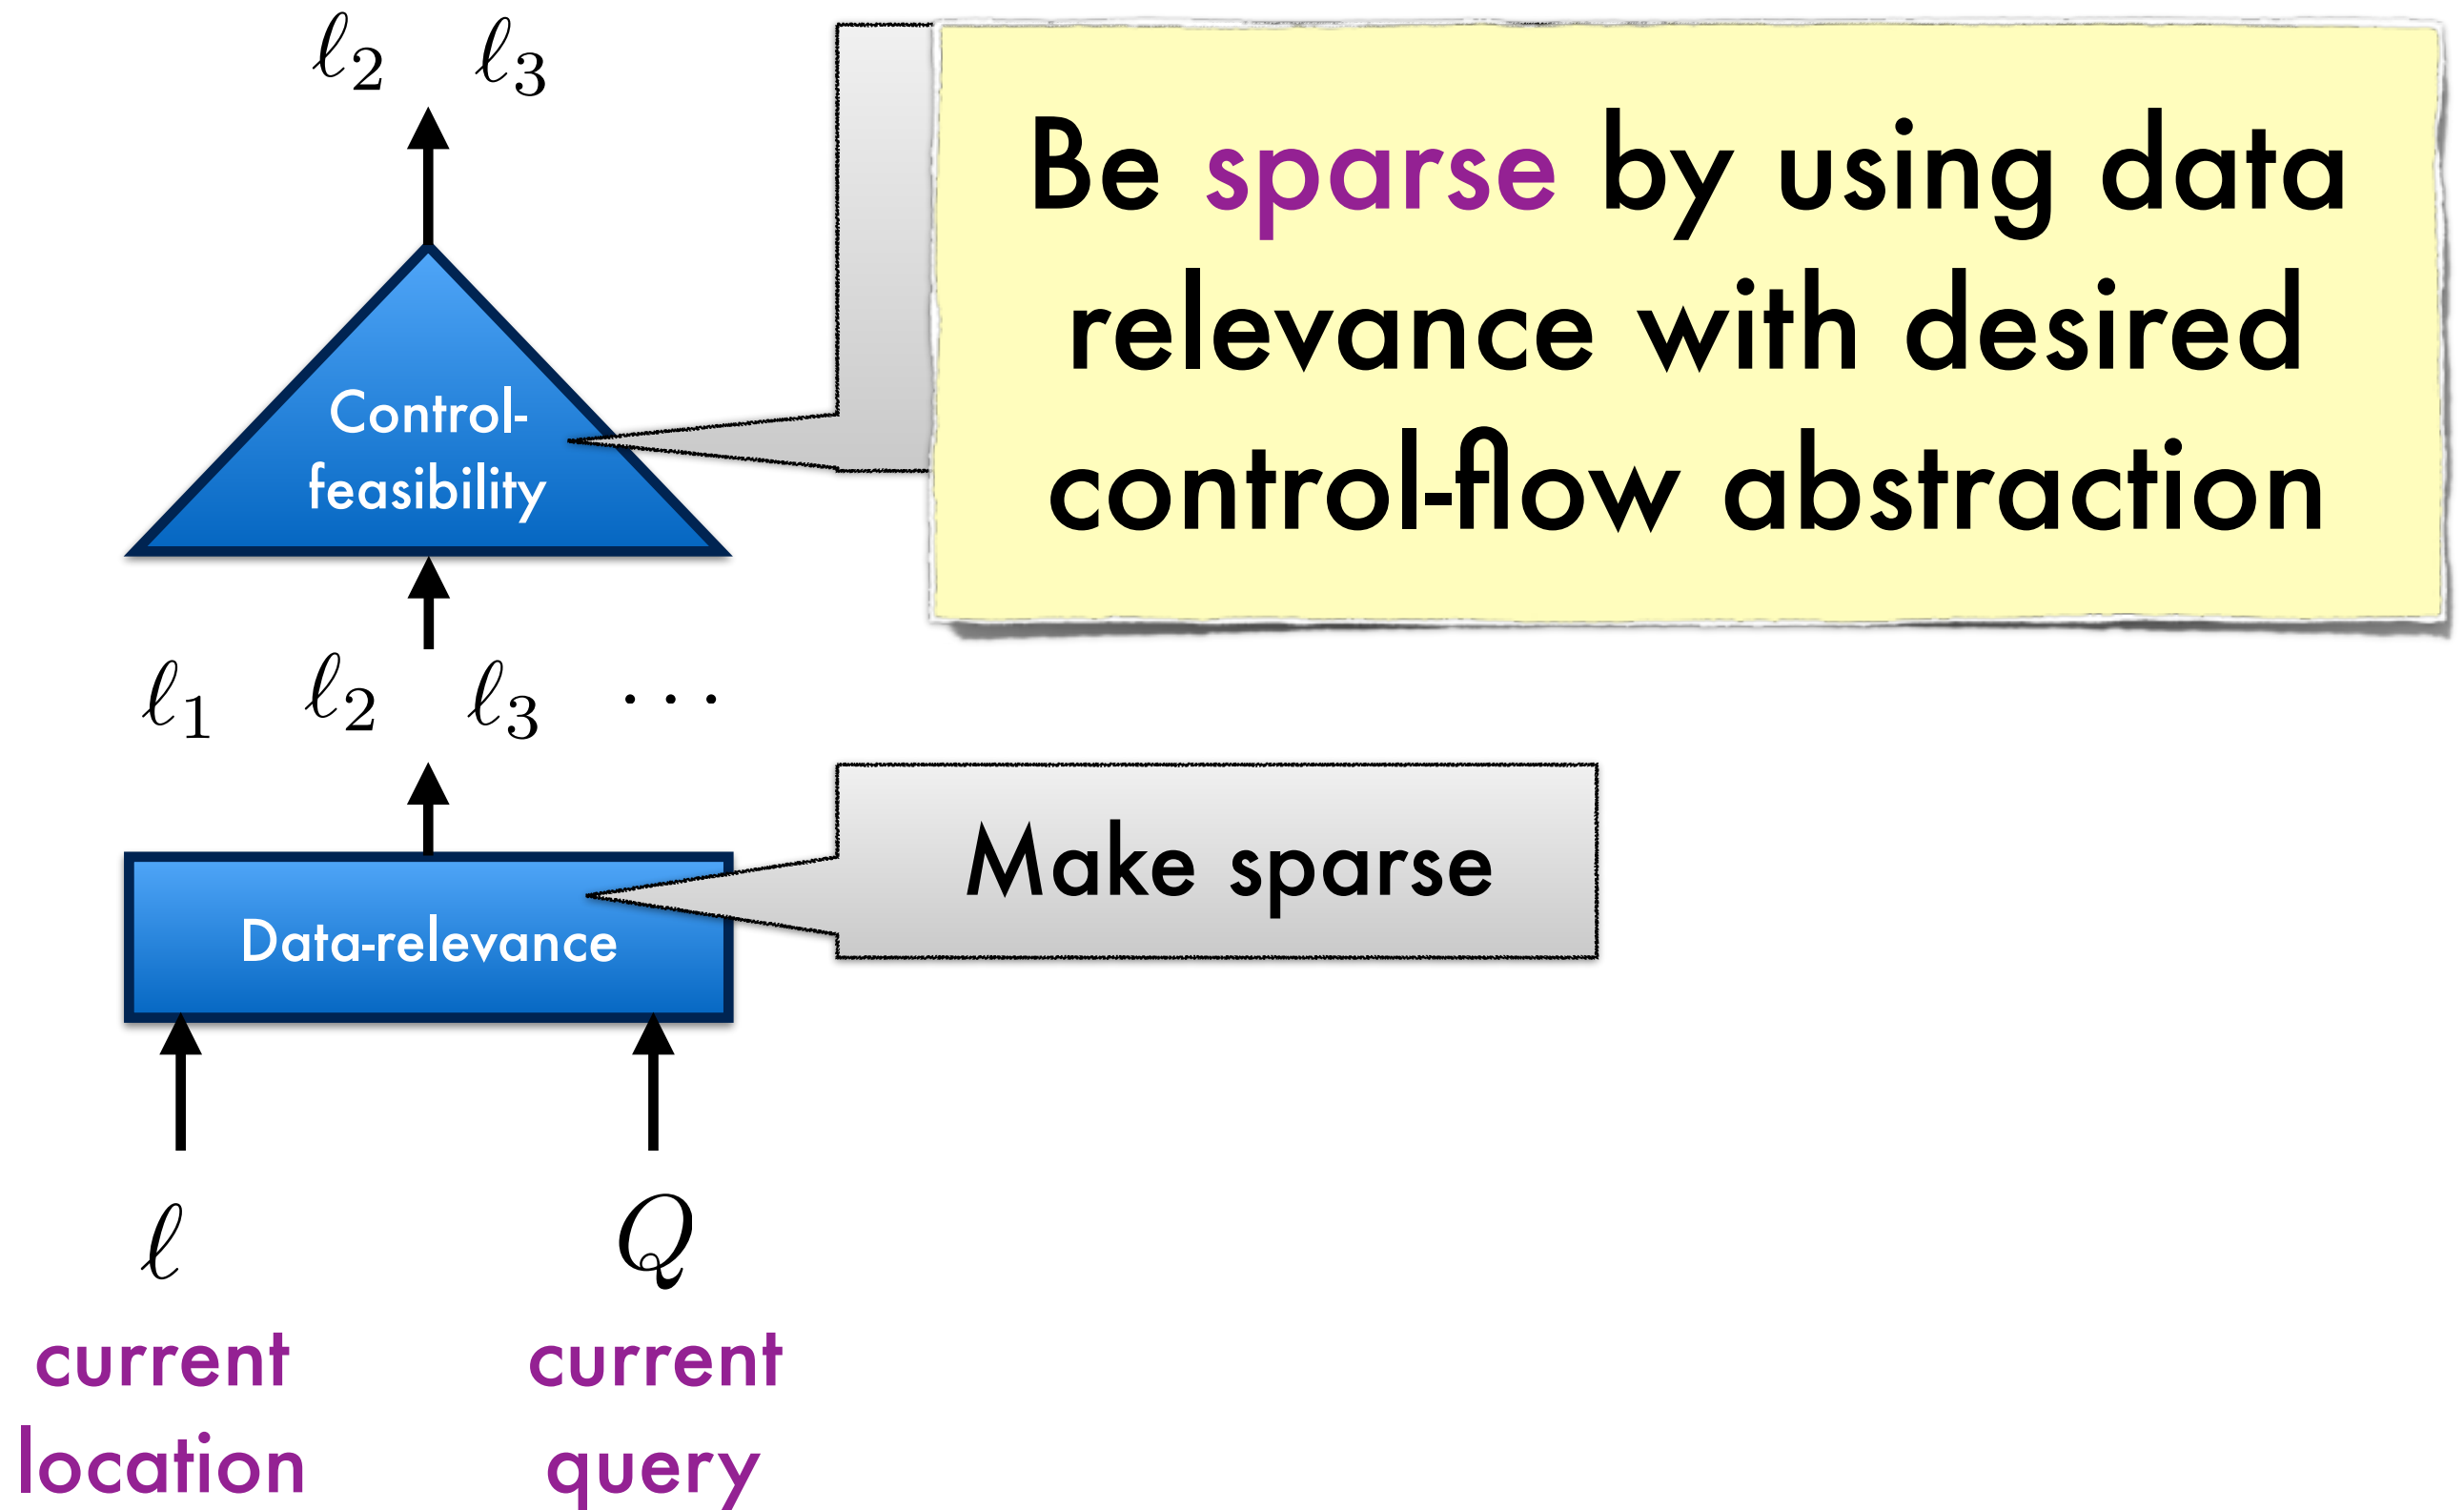 ℓ₂ ℓ₃
Be sparse by using data
relevance with desired
control-flow abstraction
Control-
feasibility
ℓ₁ ℓ₂ ℓ₃ ···
Make sparse
Data-relevance
ℓ Q
current current
location query